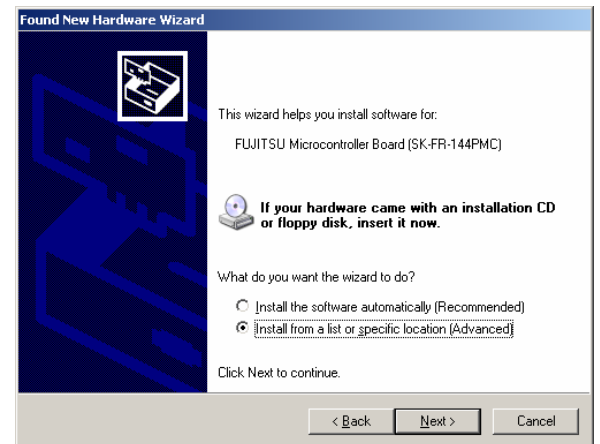 Found New Hardware Wizard
This wizard helps you install software for:
FUJITSU Microcontroller Board (SK-FR-144PMC)
If your hardware came with an installation CD
or floppy disk, insert it now.
What do you want the wizard to do?
Install the software automatically (Recommended)
Install from a list or specific location (Advanced)
Click Next to continue.
< Back Next > Cancel